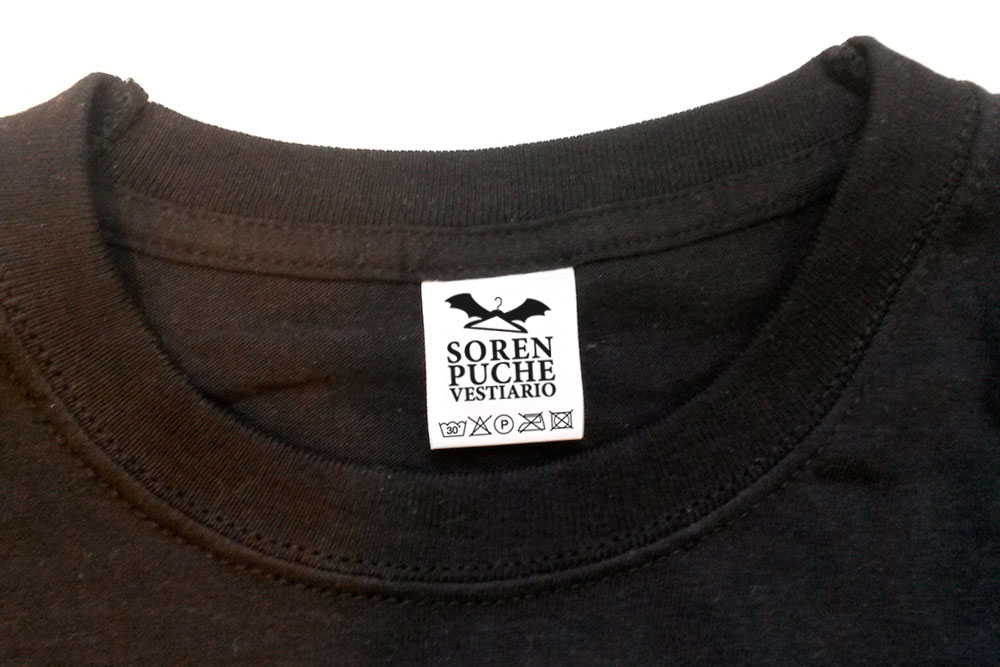 SOREN
PUCHE
VESTIARIO
30° P